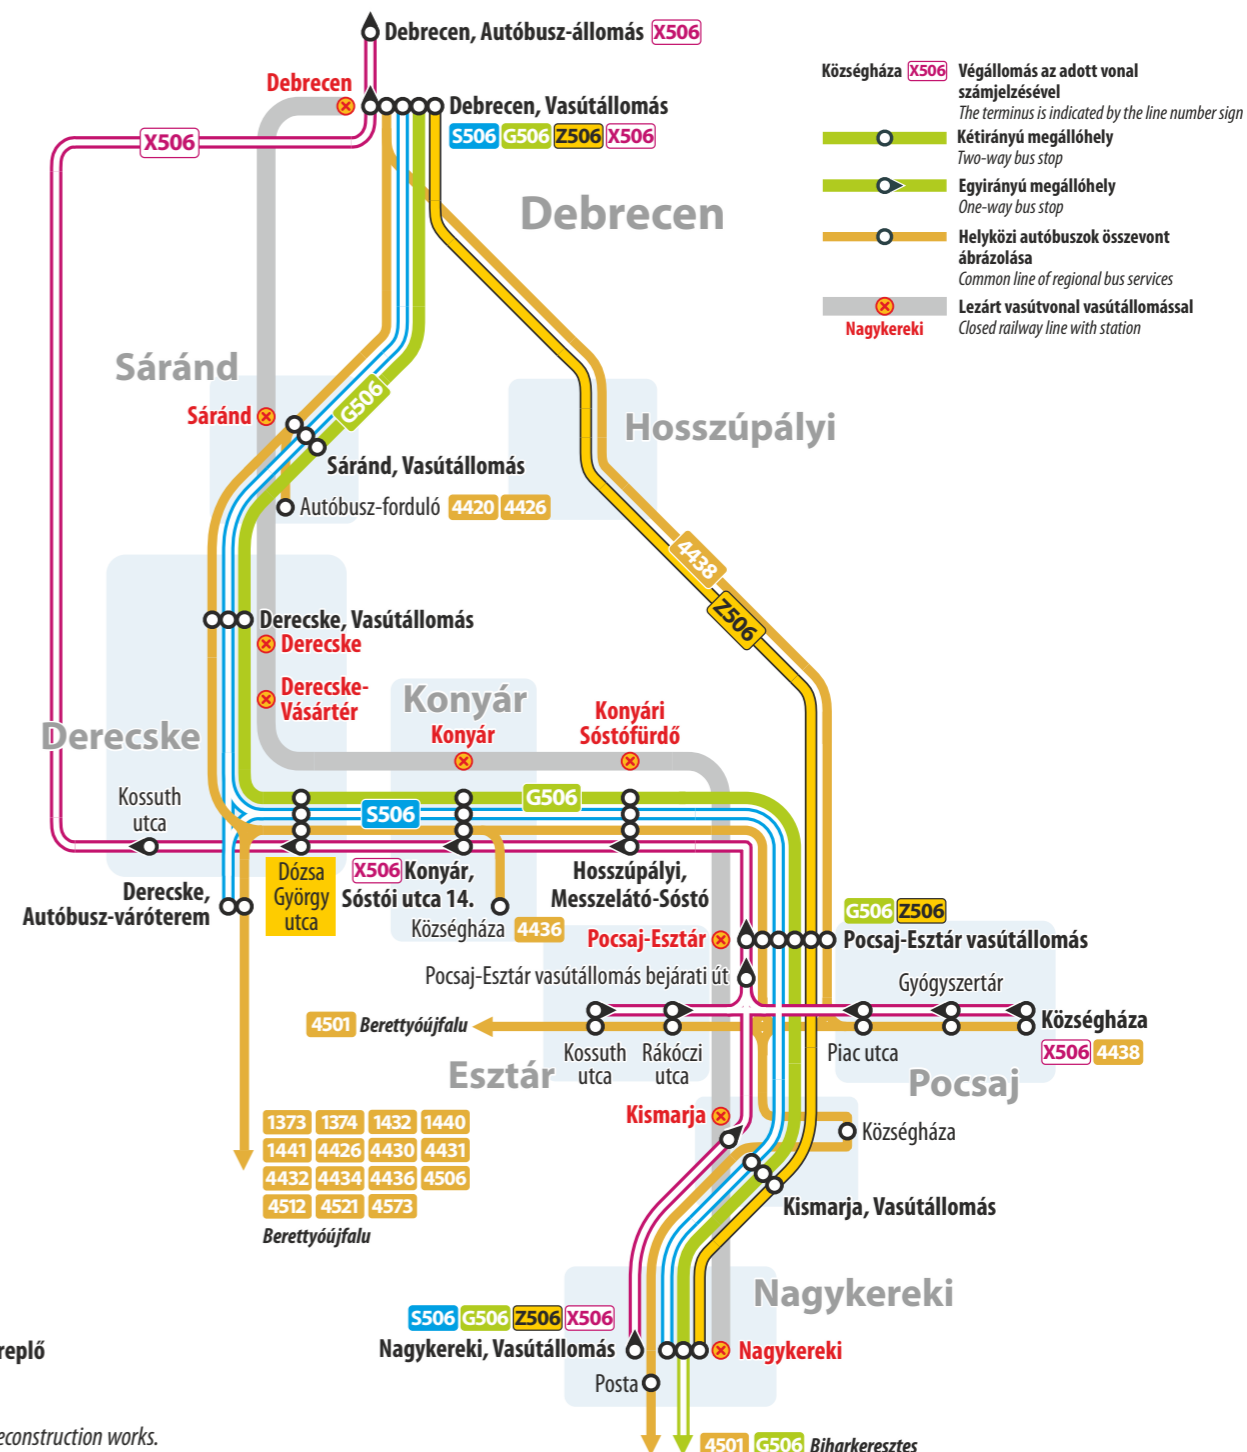 Debrecen, Autóbusz-állomás X506
Debrecen
Debrecen, Vasútállomás
S506 G506 Z506 X506
X506
Debrecen
Községháza X506 Végállomás az adott vonal
számjelzésével
The terminus is indicated by the line number sign
Kétirányú megállóhely
Two-way bus stop
Egyirányú megállóhely
One-way bus stop
Helyközi autóbuszok összevont
ábrázolása
Common line of regional bus services
Lezárt vasútvonal vasútállomással
Nagykereki Closed railway line with station
Sáránd
G506
Sáránd
Hosszúpályi
Sáránd, Vasútállomás
Autóbusz-forduló 4420 4426
4438
Z506
Derecske, Vasútállomás
Derecske
Derecske-
Vásártér
Konyár
Konyár
Konyári
Sóstófürdő
Derecske
Kossuth
utca
S506
G506
Derecske,
Autóbusz-váróterem
Dózsa
György
utca
X506 Konyár,
Sóstói utca 14.
Községháza 4436
Hosszúpályi,
Messzelátó-Sóstó
G506 Z506
Pocsaj-Esztár
Pocsaj-Esztár vasútállomás
Pocsaj-Esztár vasútállomás bejárati út
Gyógyszertár
4501 Berettyóújfalu
Községháza
X506 4438
Kossuth
utca
Rákóczi
utca
Piac utca
Esztár
Pocsaj
Kismarja
Községháza
1373 1374 1432 1440
1441 4426 4430 4431
4432 4434 4436 4506
4512 4521 4573
Berettyóújfalu
Kismarja, Vasútállomás
Nagykereki
S506 G506 Z506 X506
Nagykereki, Vasútállomás
Nagykereki
replő
Posta
econstruction works.
4501 G506 Biharkeresztes